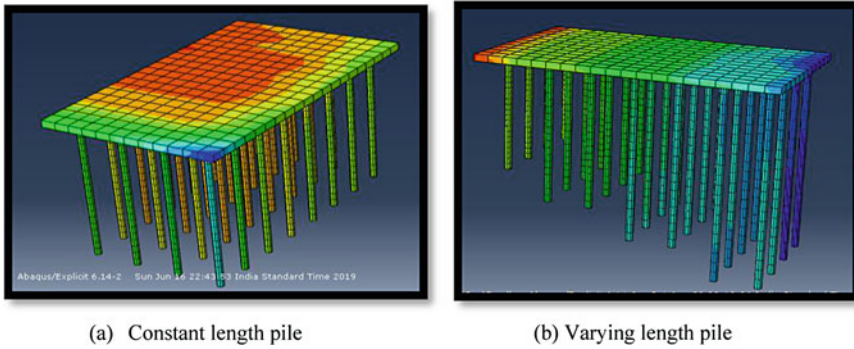 Abaqus/Explicit 6.14-2 Sun Jun 16 22:43:53 India Standard Time 2019
(a) Constant length pile
(b) Varying length pile